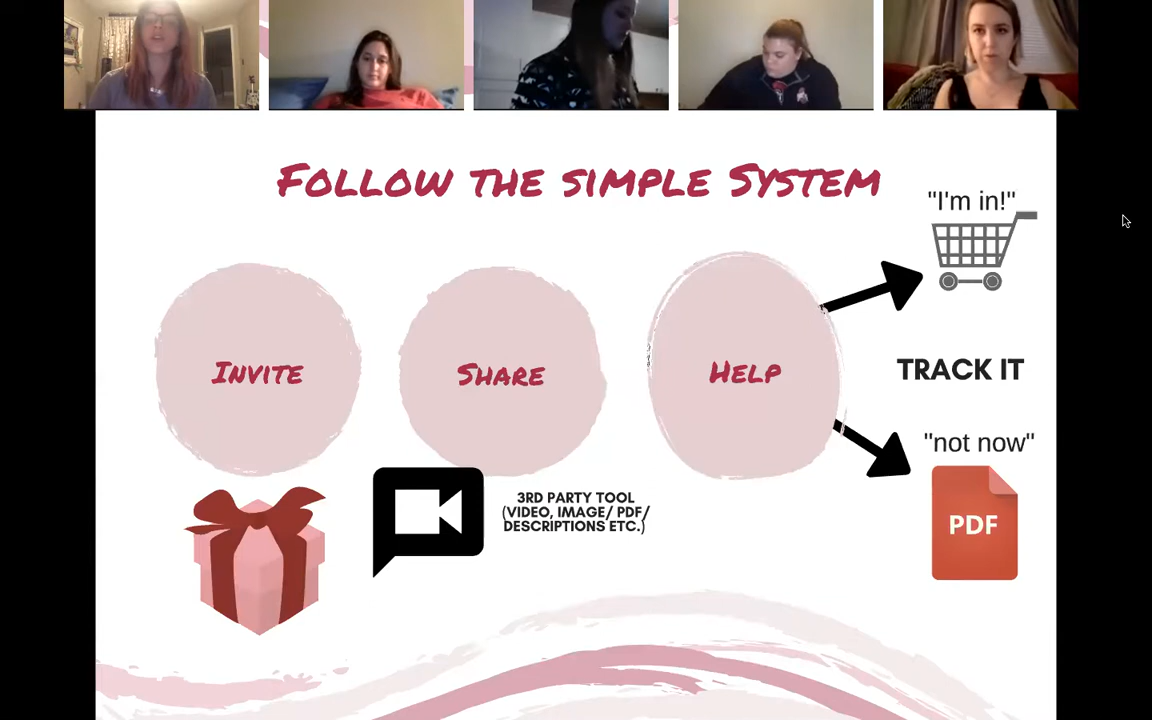 FOLLOW THE SIMPLE SYSTEM
"I'm in!"
INVITE
SHARE
HELP
TRACK IT
"not now"
3RD PARTY TOOL
(VIDEO, IMAGE/ PDF/
DESCRIPTIONS ETC.)
PDF